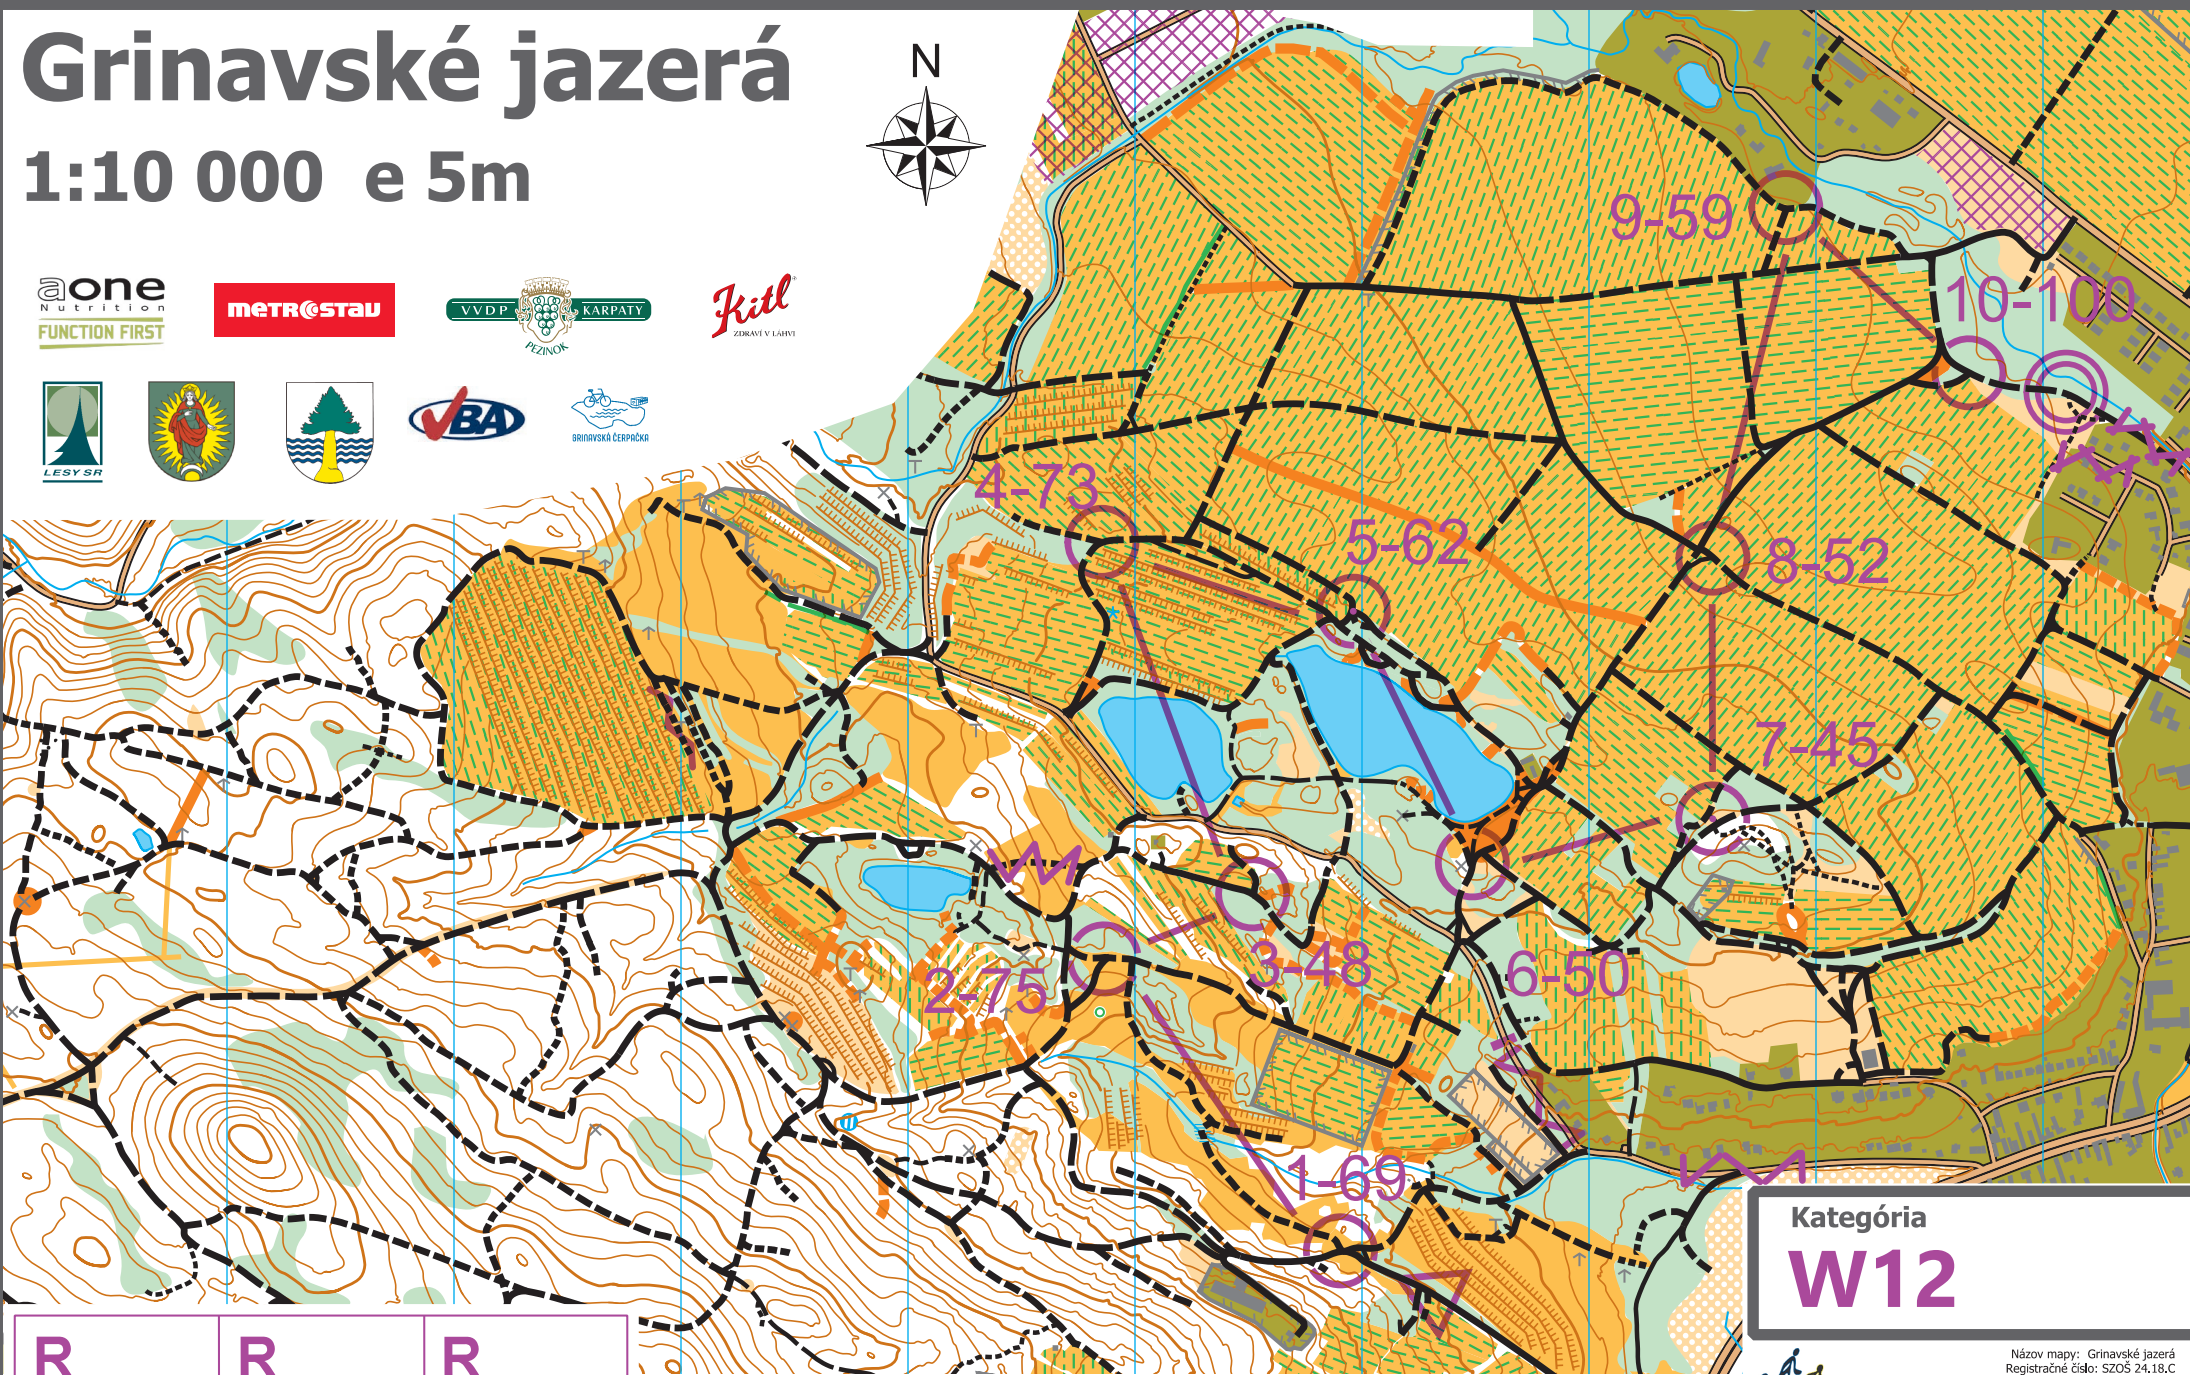 Grinavské jazerá
1:10 000 e 5m
N
aone
Nutrition
FUNCTION FIRST
METROSTAV
VVDP KARPATY
PEZINOK
Kitl
ZDRAVÍ V LÁHVI
LESY SR
VBA
GRINAVSKÁ ČERPAČKA
9-59
10-100
4-73
5-62
8-52
7-45
2-75
3-48
6-50
1-69
Kategória
W12
R R R
Názov mapy: Grinavské jazerá
Registračné číslo: SZOŠ 24.18.C